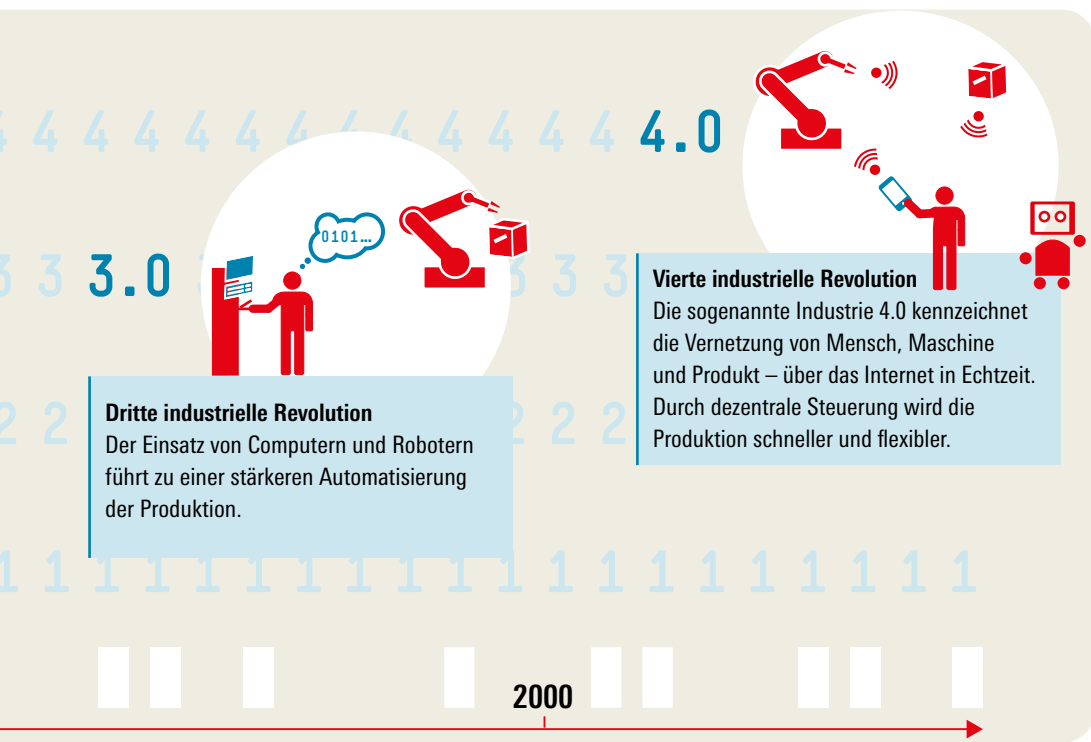 4 4 4 4 4 4 4 4 4 4 4 4 4.0
0101...
3 3 3.0 3 3 3
Vierte industrielle Revolution
Die sogenannte Industrie 4.0 kennzeichnet
die Vernetzung von Mensch, Maschine
und Produkt – über das Internet in Echtzeit.
Durch dezentrale Steuerung wird die
Produktion schneller und flexibler.
2 2 2 2 2
Dritte industrielle Revolution
Der Einsatz von Computern und Robotern
führt zu einer stärkeren Automatisierung
der Produktion.
1 1 1 1 1 1 1 1 1 1 1 1 1 1 1 1 1 1 1 1
2000